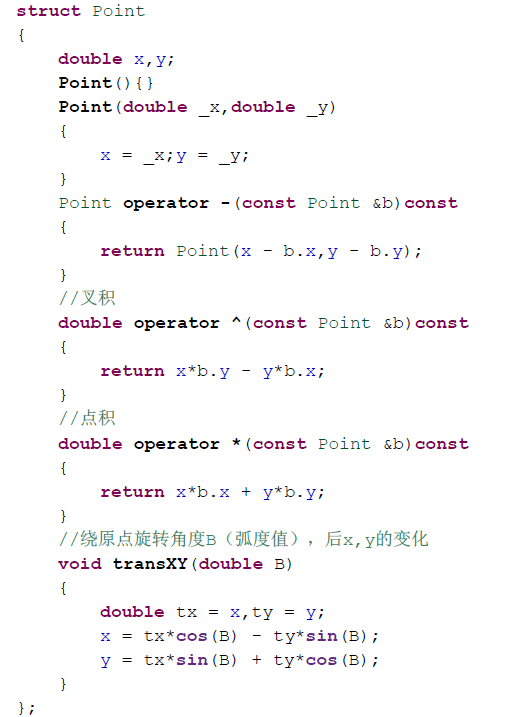 struct Point
{
    double x,y;
    Point(){}
    Point(double _x,double _y)
    {
        x = _x;y = _y;
    }
    Point operator -(const Point &b)const
    {
        return Point(x - b.x,y - b.y);
    }
    //叉积
    double operator ^(const Point &b)const
    {
        return x*b.y - y*b.x;
    }
    //点积
    double operator *(const Point &b)const
    {
        return x*b.x + y*b.y;
    }
    //绕原点旋转角度B（弧度值），后x,y的变化
    void transXY(double B)
    {
        double tx = x,ty = y;
        x = tx*cos(B) - ty*sin(B);
        y = tx*sin(B) + ty*cos(B);
    }
};